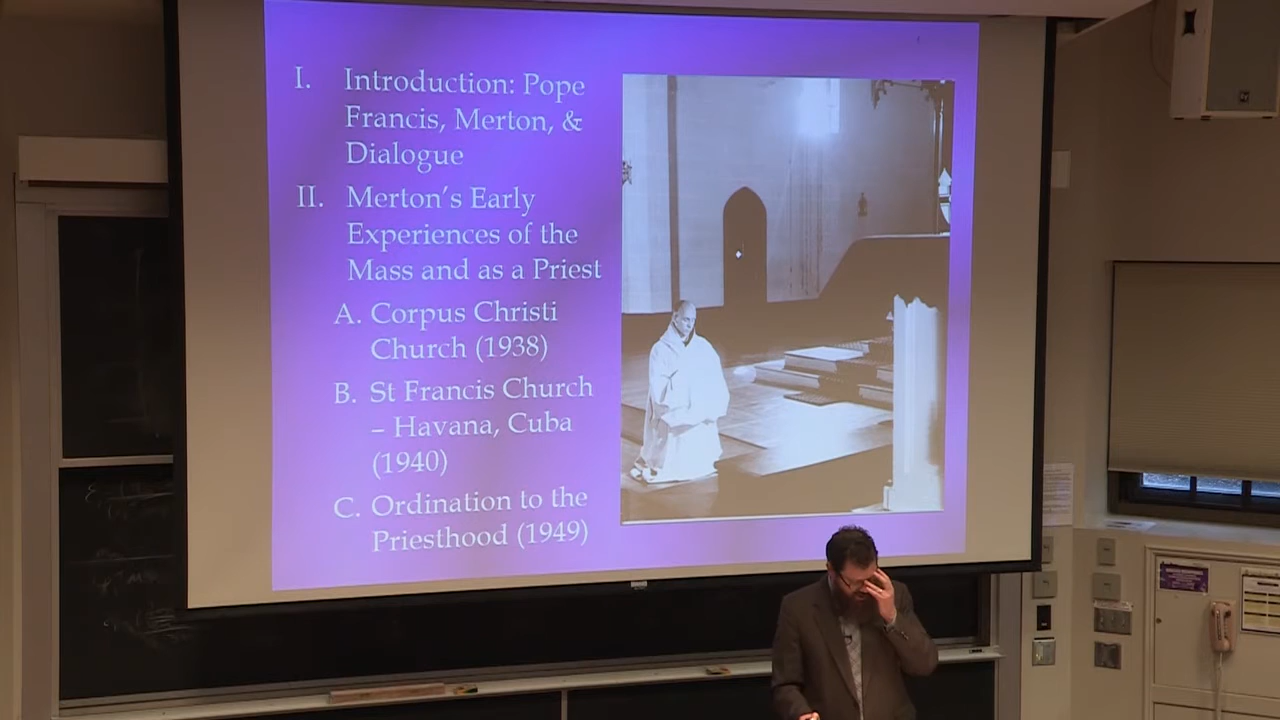 I. Introduction: Pope
Francis, Merton, &
Dialogue
II. Merton's Early
Experiences of the
Mass and as a Priest
A. Corpus Christi
Church (1938)
B. St Francis Church
– Havana, Cuba
(1940)
C. Ordination to the
Priesthood (1949)